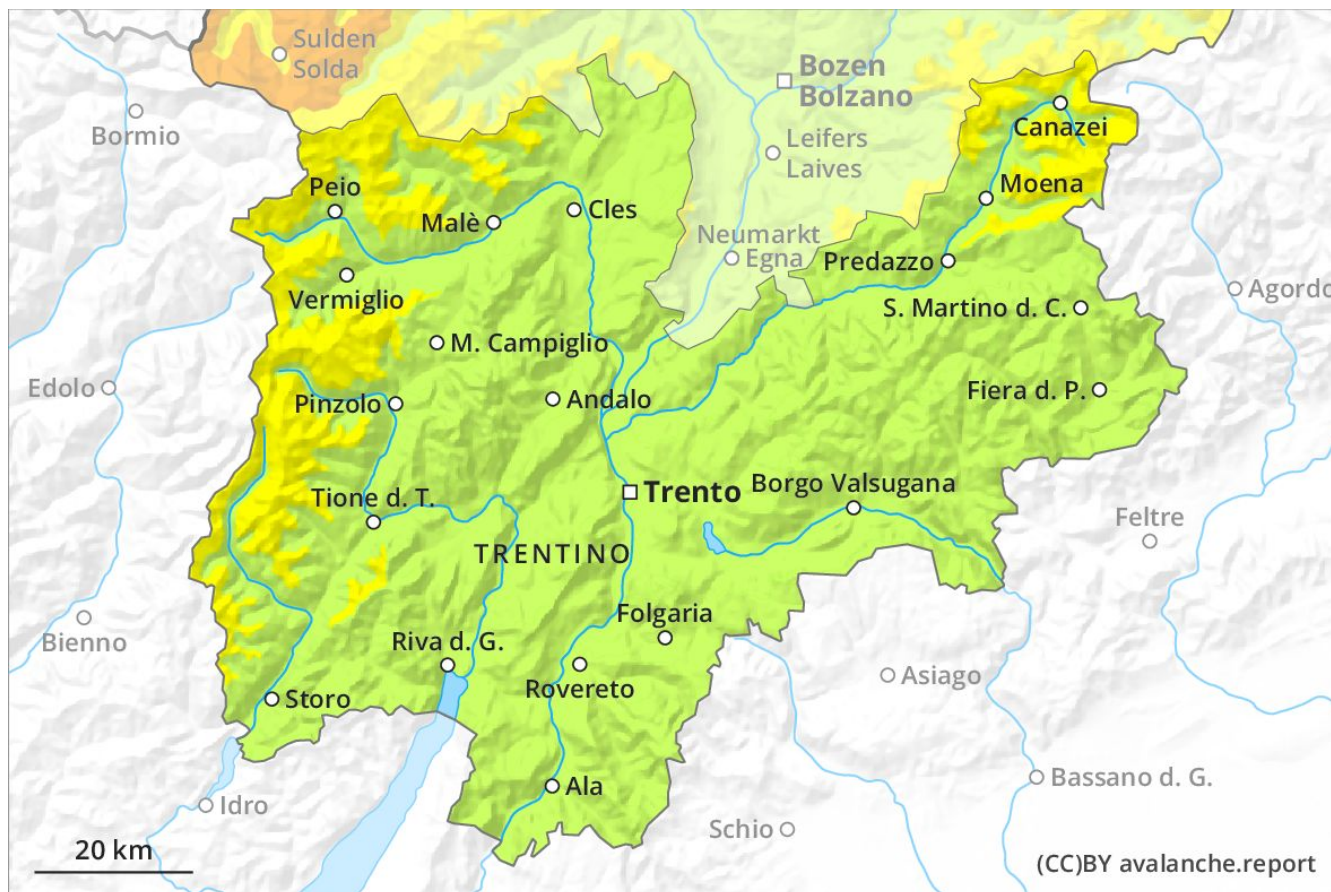 Sulden
Solda
Bozen
Bolzano
Bormio
Canazei
Leifers
Laives
Peio
Moena
Malè
Cles
Neumarkt
Egna
Predazzo
Vermiglio
Agordo
S. Martino d. C.
M. Campiglio
Edolo
Pinzolo
Andalo
Fiera d. P.
Trento
Borgo Valsugana
Tione d. T.
Feltre
TRENTINO
Bienno
Folgaria
Riva d. G.
Asiago
Rovereto
Storo
Bassano d. G.
Ala
Idro
Schio
20 km
(CC)BY avalanche.report